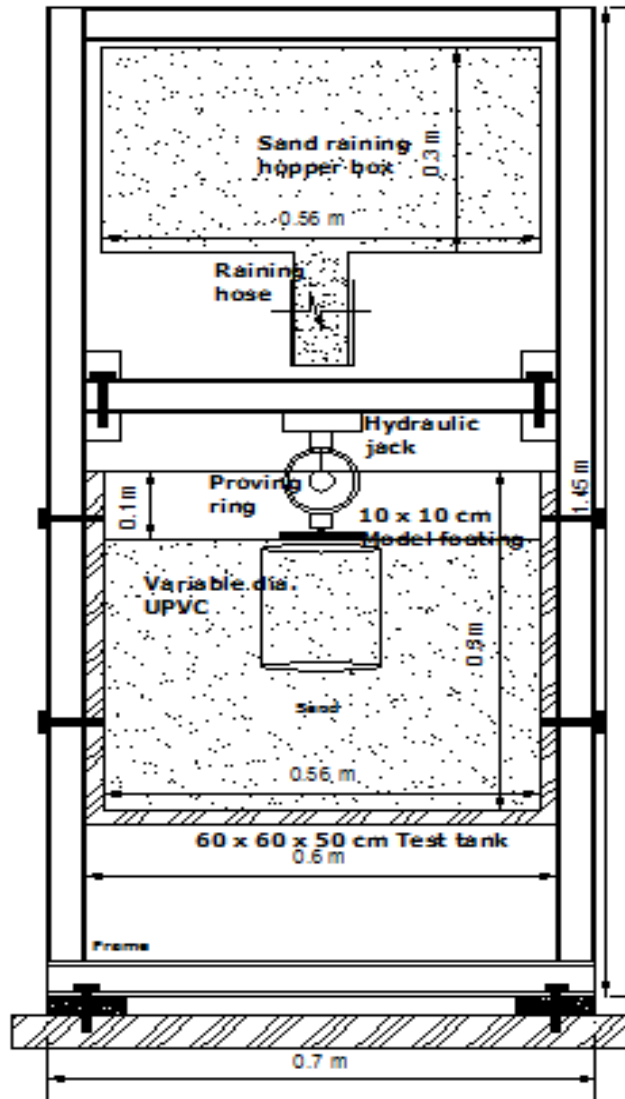 Sand raining
hopper box
0.3 m
0.56 m
Raining
hose
Hydraulic
jack
Proving
ring
0.1 m
10 x 10 cm
Model footing
1.45 m
Variable dia.
UPVC
Sand
0.56 m
60 x 60 x 50 cm Test tank
0.6 m
Frame
0.7 m